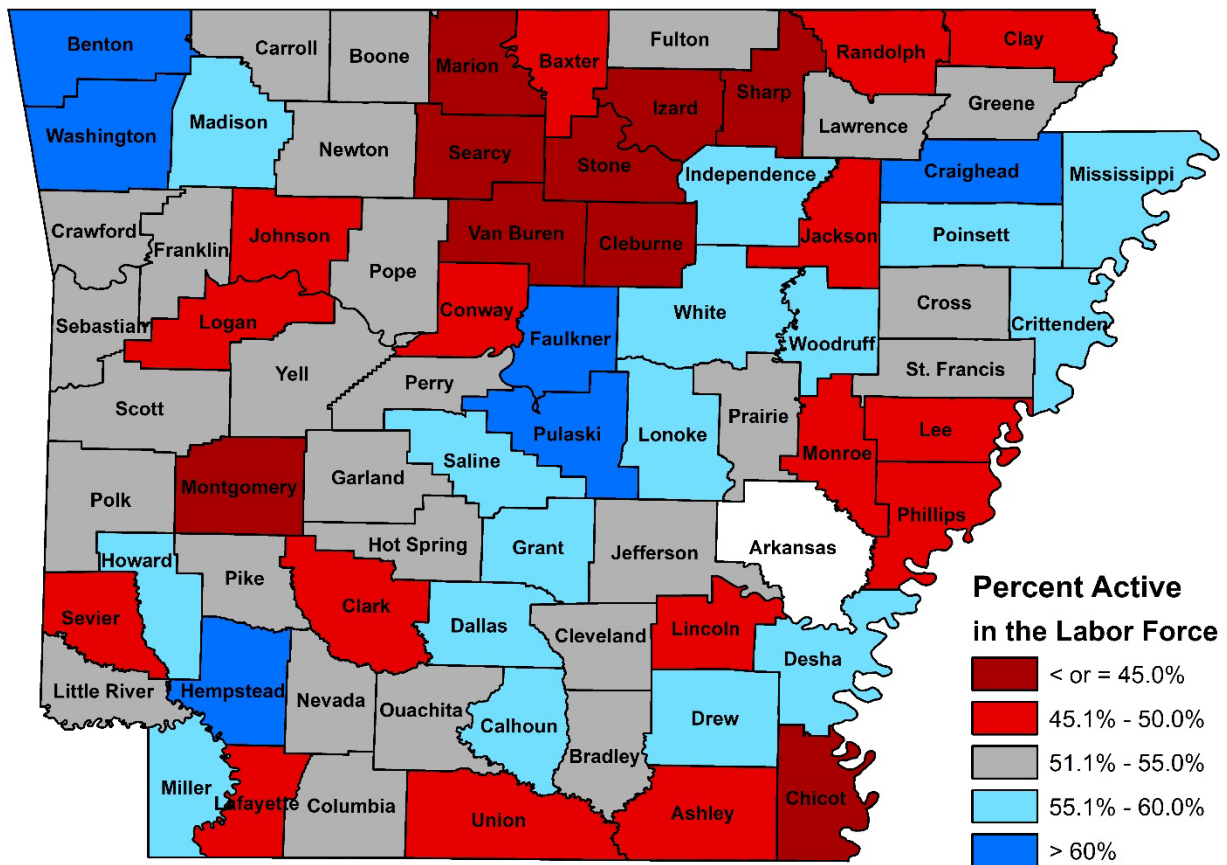 Benton
Carroll
Boone
Marion
Baxter
Fulton
Randolph
Clay
Sharp
Izard
Greene
Washington
Madison
Newton
Searcy
Stone
Lawrence
Independence
Craighead
Mississippi
Crawford
Franklin
Johnson
Pope
Van Buren
Cleburne
Jackson
Poinsett
Sebastian
Logan
Conway
Faulkner
White
Woodruff
Cross
Crittenden
Scott
Yell
Perry
Pulaski
Lonoke
Prairie
St. Francis
Monroe
Lee
Polk
Montgomery
Garland
Saline
Phillips
Howard
Pike
Hot Spring
Grant
Jefferson
Arkansas
Sevier
Clark
Dallas
Cleveland
Lincoln
Desha
Little River
Hempstead
Nevada
Ouachita
Calhoun
Bradley
Drew
Miller
Lafayette
Columbia
Union
Ashley
Chicot
Percent Active
in the Labor Force
< or = 45.0%
45.1% - 50.0%
51.1% - 55.0%
55.1% - 60.0%
> 60%